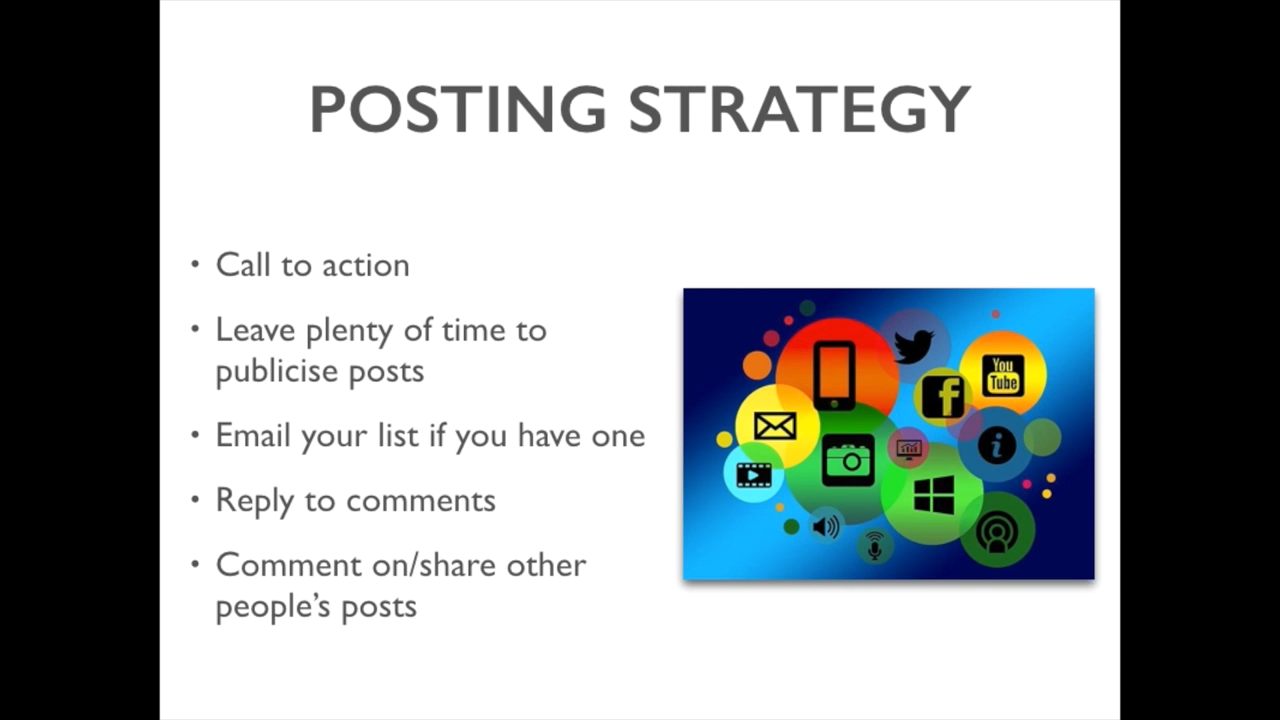 POSTING STRATEGY
• Call to action
• Leave plenty of time to
publicise posts
• Email your list if you have one
• Reply to comments
• Comment on/share other
people’s posts
You
Tube
f
i